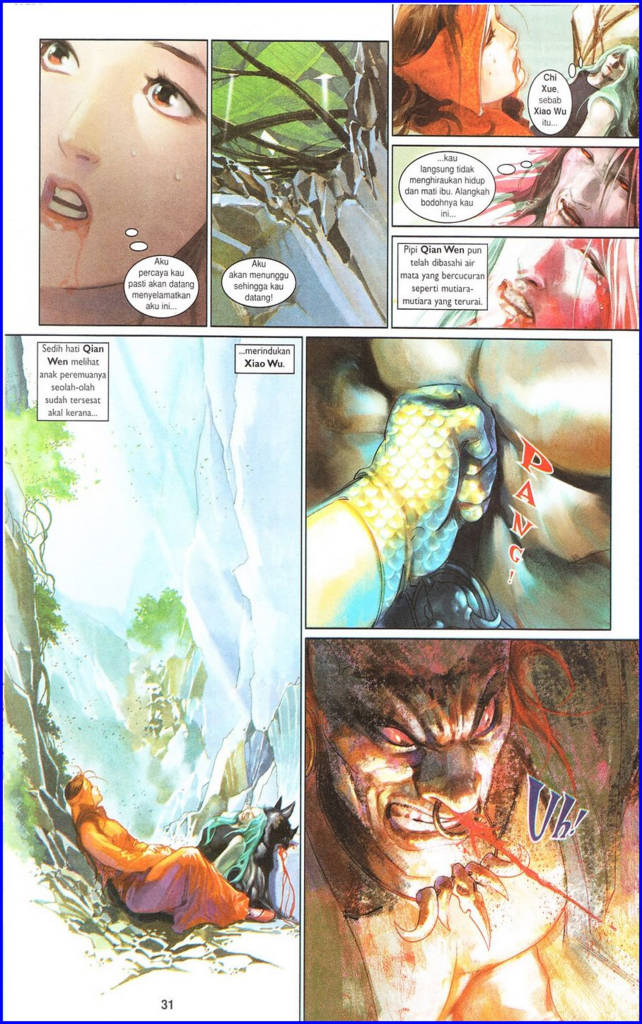 Aku
percaya kau
pasti akan datang
menyelamatkan
aku ini...
Aku
akan menunggu
sehingga kau
datang!
Chi
Xue,
sebab
Xiao Wu
itu...
...kau
langsung tidak
menghiraukan hidup
dan mati ibu. Alangkah
bodohnya kau
ini...
Pipi Qian Wen pun
telah dibasahi air
mata yang bercucuran
seperti mutiara-
mutiara yang terurai.
Sedih hati Qian
Wen melihat
anak peremuanya
seolah-olah
sudah tersesat
akal kerana...
...merindukan
Xiao Wu.
PANG!
Uh!
31